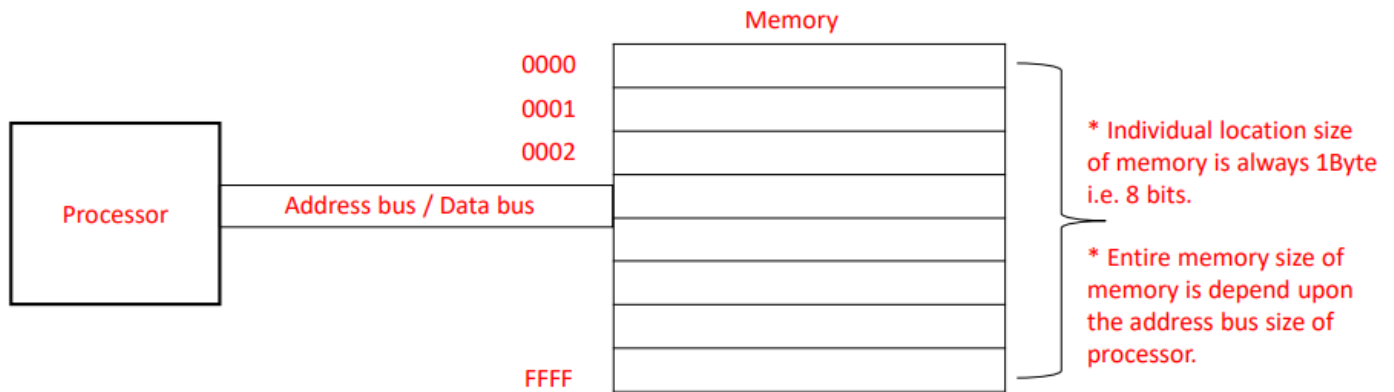 Memory
0000
0001
0002
FFFF
Processor
Address bus / Data bus
* Individual location size
of memory is always 1Byte
i.e. 8 bits.
* Entire memory size of
memory is depend upon
the address bus size of
processor.